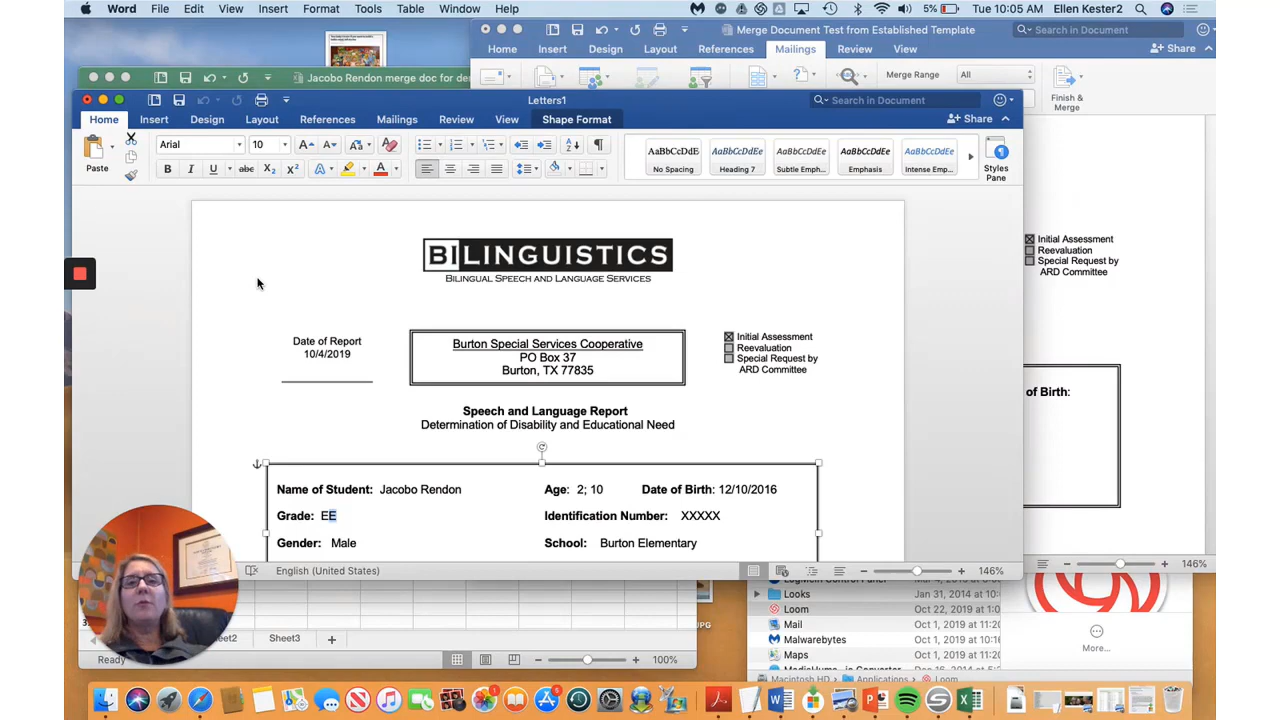 Word File Edit View Insert Format Tools Table Window Help 5% Tue 10:05 AM Ellen Kester2
Merge Document Test from Established Template
Search in Document
Home Insert Design Layout References Mailings Review View Share
Merge Range All
Finish & Merge
Jacobo Rendon merge doc for de
Letters1
Search in Document
Home Insert Design Layout References Mailings Review View Shape Format Share
Paste
Arial 10
AaBbCcDdE AaBbCcDdEe AaBbCcDdEe AaBbCcDdEe AaBbCcDdEe
No Spacing Heading 7 Subtle Emph... Emphasis Intense Emp...
Styles Pane
BILINGUISTICS
BILINGUAL SPEECH AND LANGUAGE SERVICES
Date of Report
10/4/2019
Burton Special Services Cooperative
PO Box 37
Burton, TX 77835
Initial Assessment
Reevaluation
Special Request by
ARD Committee
Speech and Language Report
Determination of Disability and Educational Need
Name of Student: Jacobo Rendon Age: 2; 10 Date of Birth: 12/10/2016
Grade: EE Identification Number: XXXXX
Gender: Male School: Burton Elementary
English (United States) 146%
Initial Assessment
Reevaluation
Special Request by
ARD Committee
of Birth:
146%
Looks Jan 31, 2014 at
Loom Oct 22, 2019 at 1:0
Mail Oct 1, 2019 at 11:20
Malwarebytes Oct 1, 2019 at 10:16
Maps Oct 1, 2019 at 11:20
Macintosh HD Applications Loom
More...
JPG
Sheet3
Ready 100%